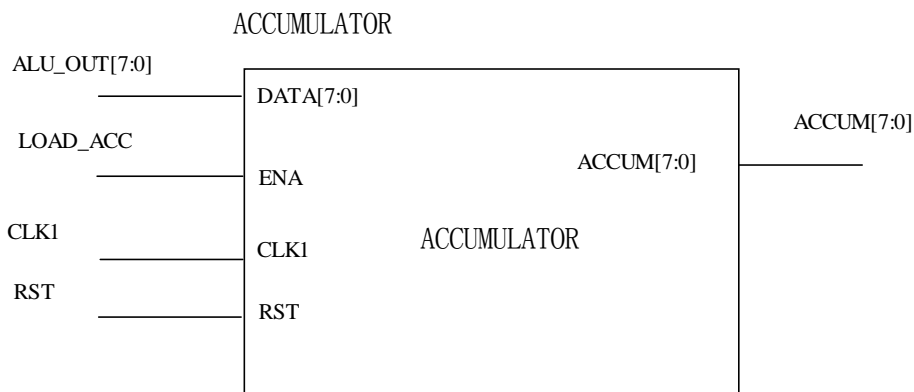 ACCUMULATOR
ALU_OUT[7:0]
DATA[7:0]
ACCUM[7:0]
LOAD_ACC
ACCUM[7:0]
ENA
CLK1
ACCUMULATOR
CLK1
RST
RST